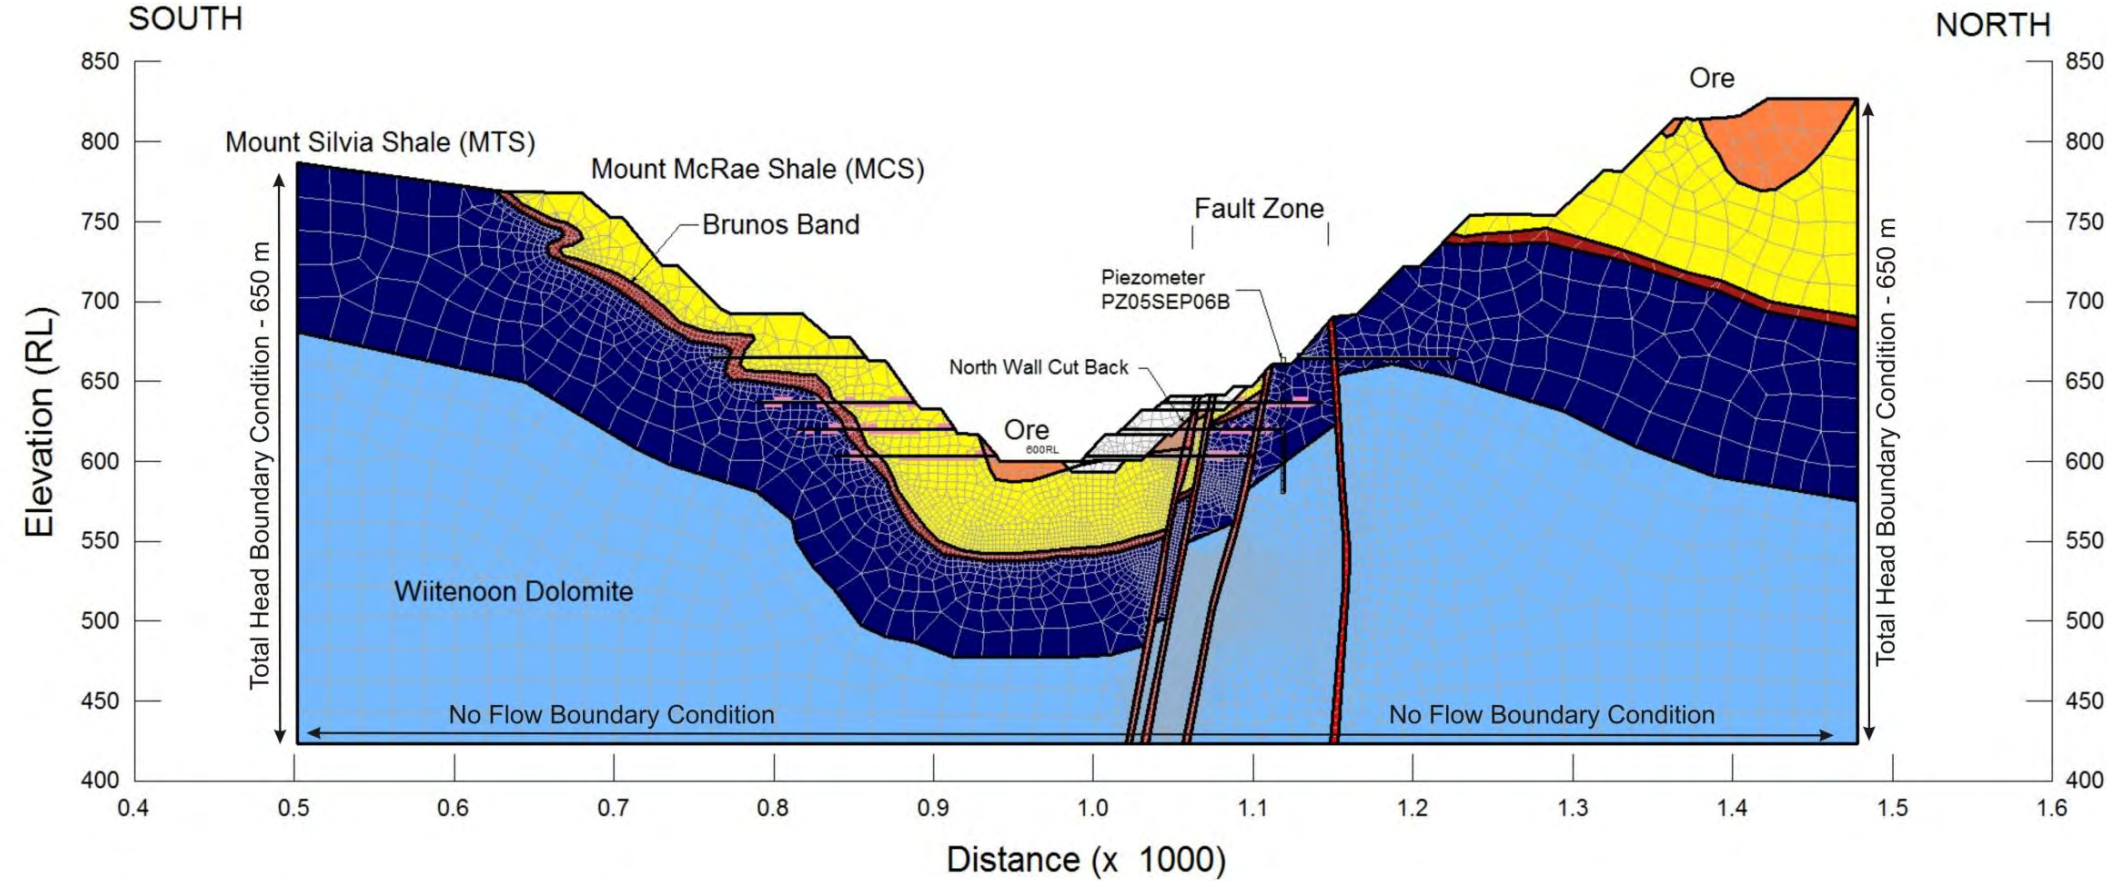 SOUTH
NORTH
850
850
Ore
800
800
Mount Silvia Shale (MTS)
Mount McRae Shale (MCS)
Brunos Band
Fault Zone
750
750
Piezometer
PZ05SEP06B
700
700
North Wall Cut Back
650
650
Ore
600RL
600
600
Elevation (RL)
Total Head Boundary Condition - 650 m
Total Head Boundary Condition - 650 m
550
550
Wiitenoon Dolomite
500
500
No Flow Boundary Condition
No Flow Boundary Condition
450
450
400
400
0.4
0.5
0.6
0.7
0.8
0.9
1.0
1.1
1.2
1.3
1.4
1.5
1.6
Distance (x 1000)